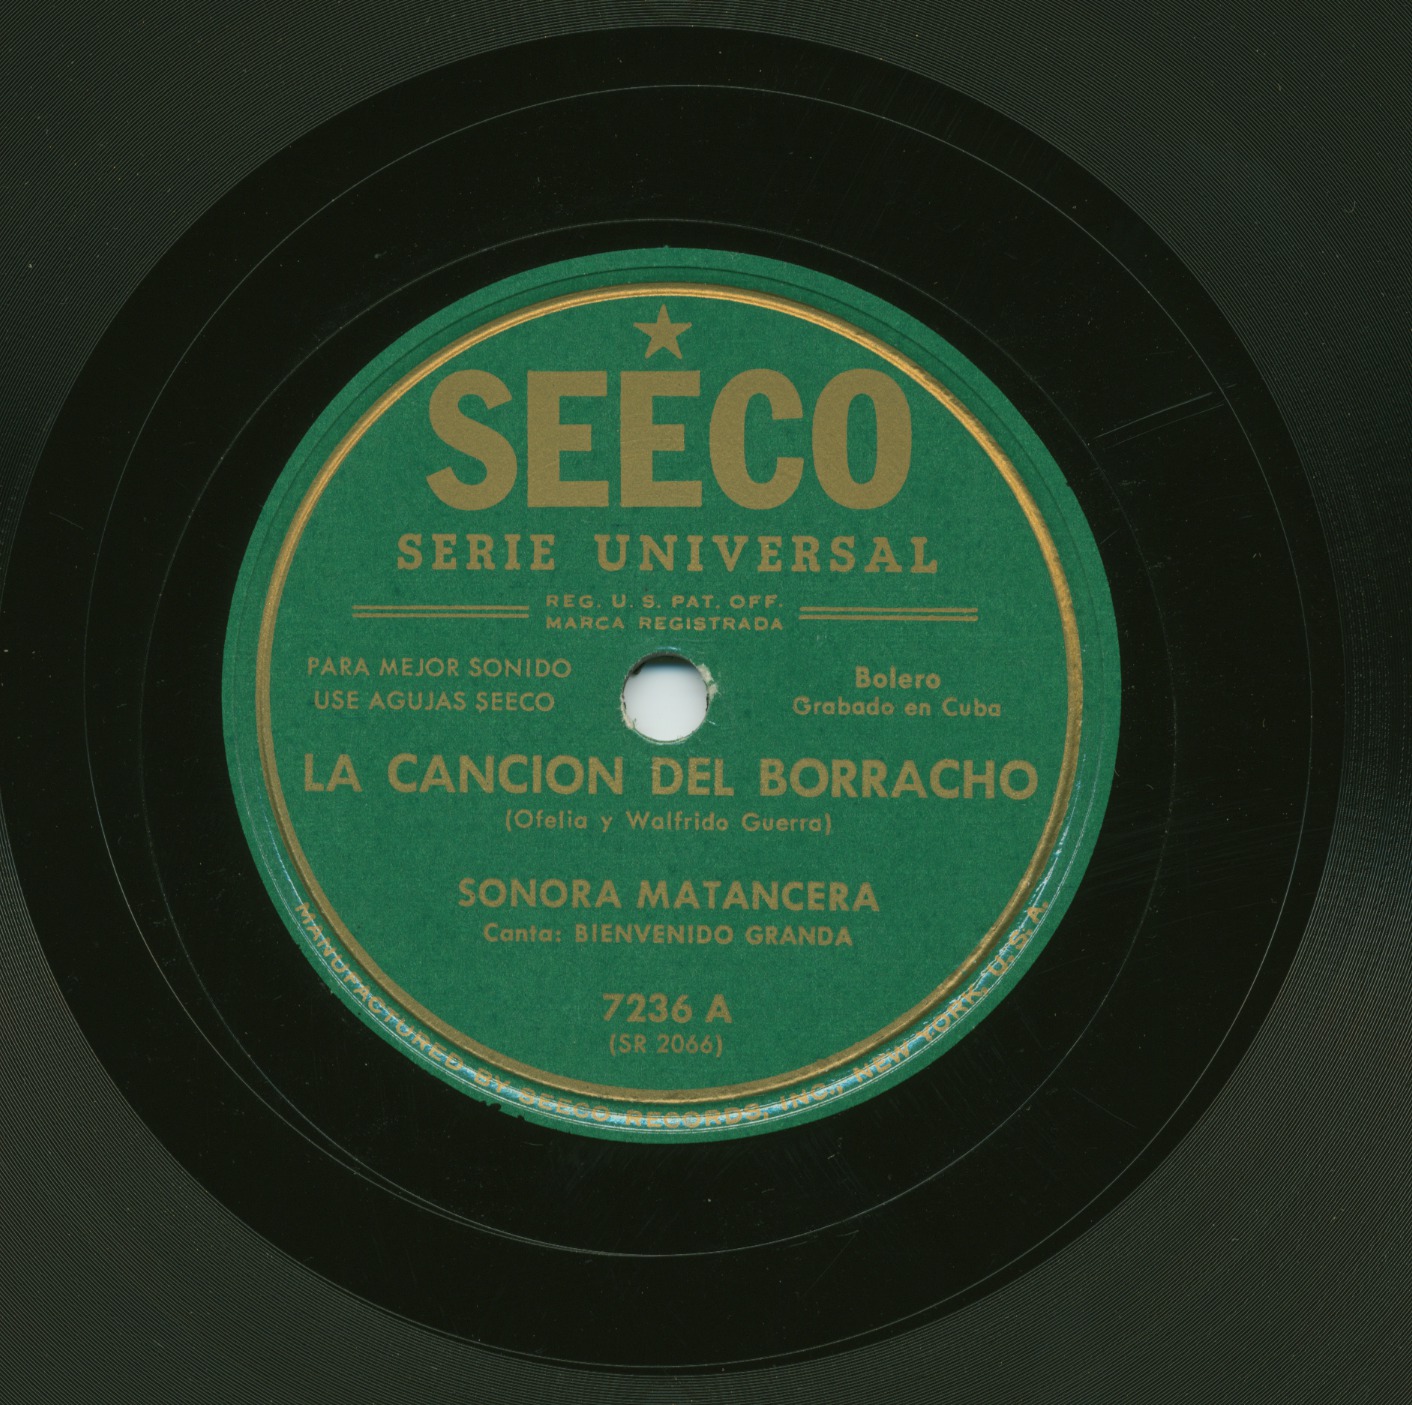 SEECO
SERIE UNIVERSAL
REG. U. S. PAT. OFF.
MARCA REGISTRADA
PARA MEJOR SONIDO
USE AGUJAS SEECO
Bolero
Grabado en Cuba
LA CANCION DEL BORRACHO
(Ofelia y Walfrido Guerra)
SONORA MATANCERA
Canta: BIENVENIDO GRANDA
7236 A
(SR 2066)
MANUFACTURED BY SEECO RECORDS, INC., NEW YORK, U. S. A.